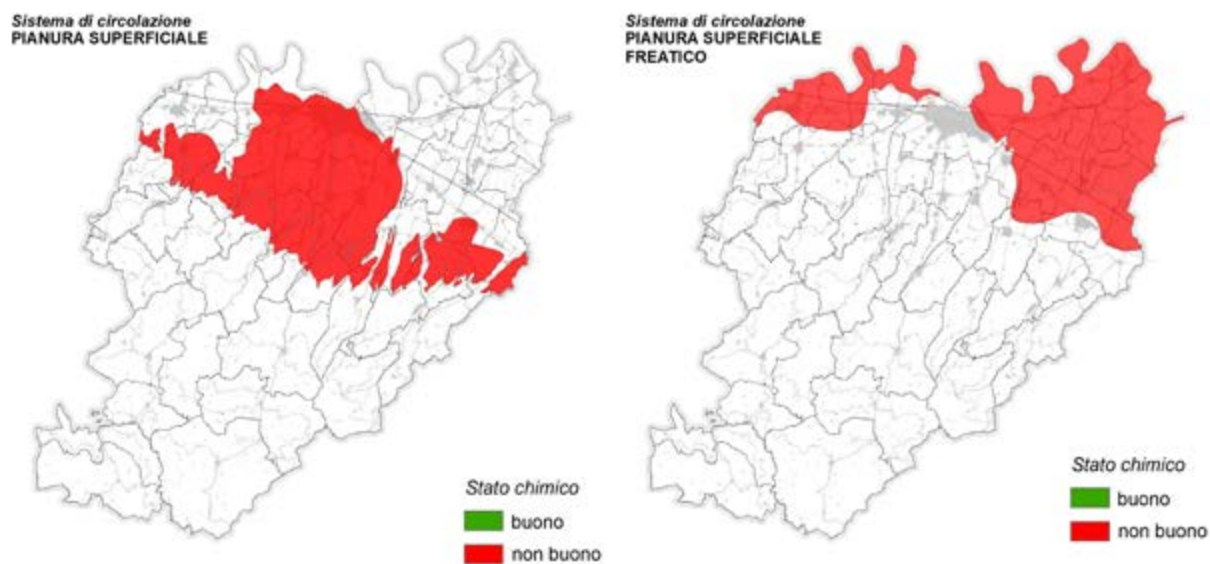 Sistema di circolazione
PIANURA SUPERFICIALE
Stato chimico
buono
non buono
Sistema di circolazione
PIANURA SUPERFICIALE
FREATICO
Stato chimico
buono
non buono